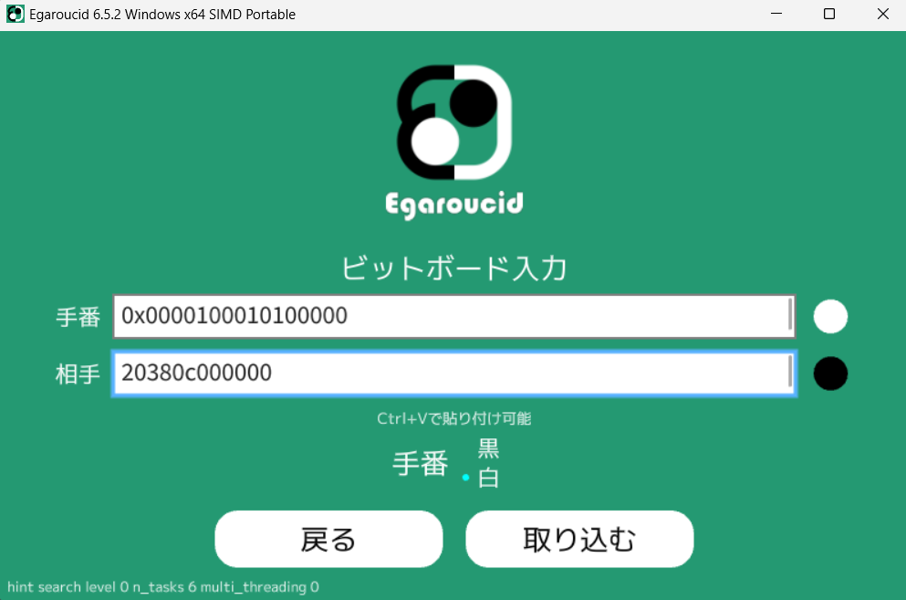 Egaroucid 6.5.2 Windows x64 SIMD Portable
Egaroucid
ビットボード入力
手番 0x0000100010100000
相手 20380c000000
Ctrl+Vで貼り付け可能
手番
黒
白
戻る 取り込む
hint search level 0 n_tasks 6 multi_threading 0